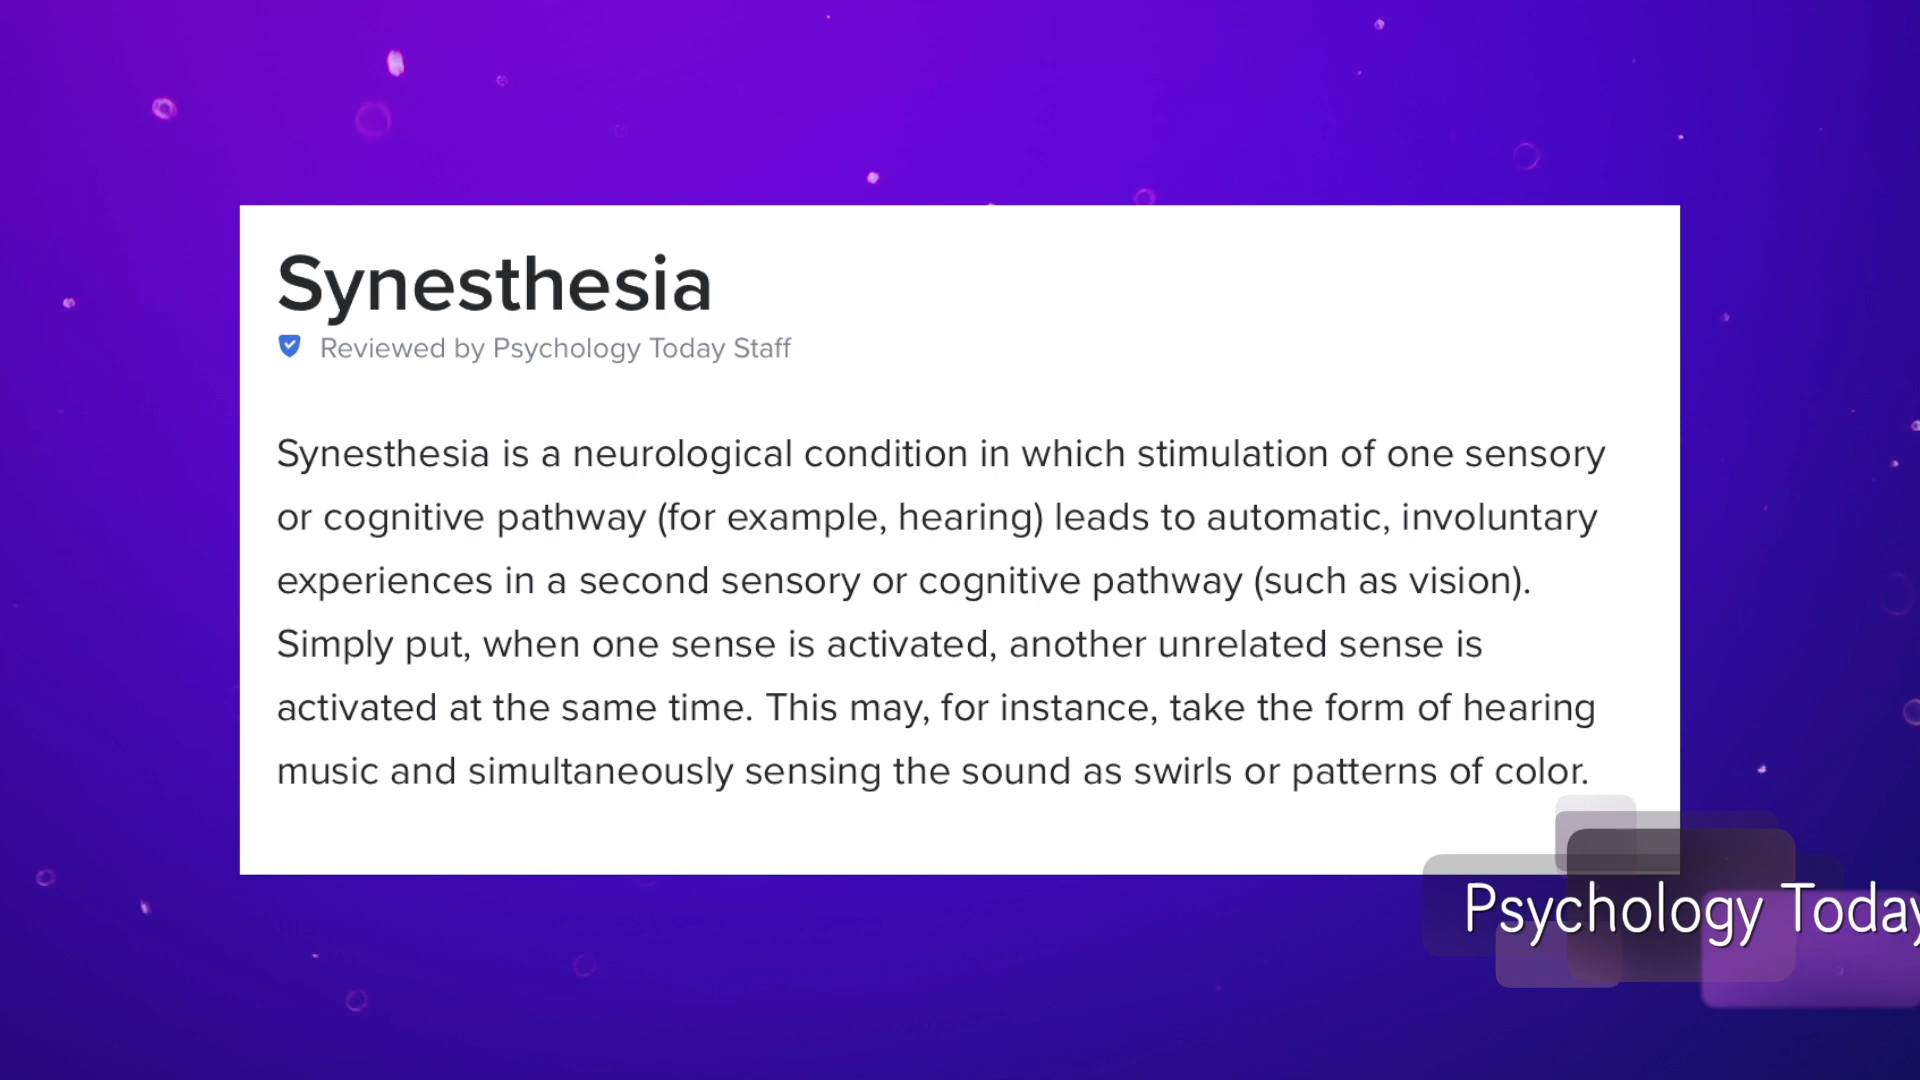 Synesthesia
Reviewed by Psychology Today Staff
Synesthesia is a neurological condition in which stimulation of one sensory
or cognitive pathway (for example, hearing) leads to automatic, involuntary
experiences in a second sensory or cognitive pathway (such as vision).
Simply put, when one sense is activated, another unrelated sense is
activated at the same time. This may, for instance, take the form of hearing
music and simultaneously sensing the sound as swirls or patterns of color.
Psychology Today